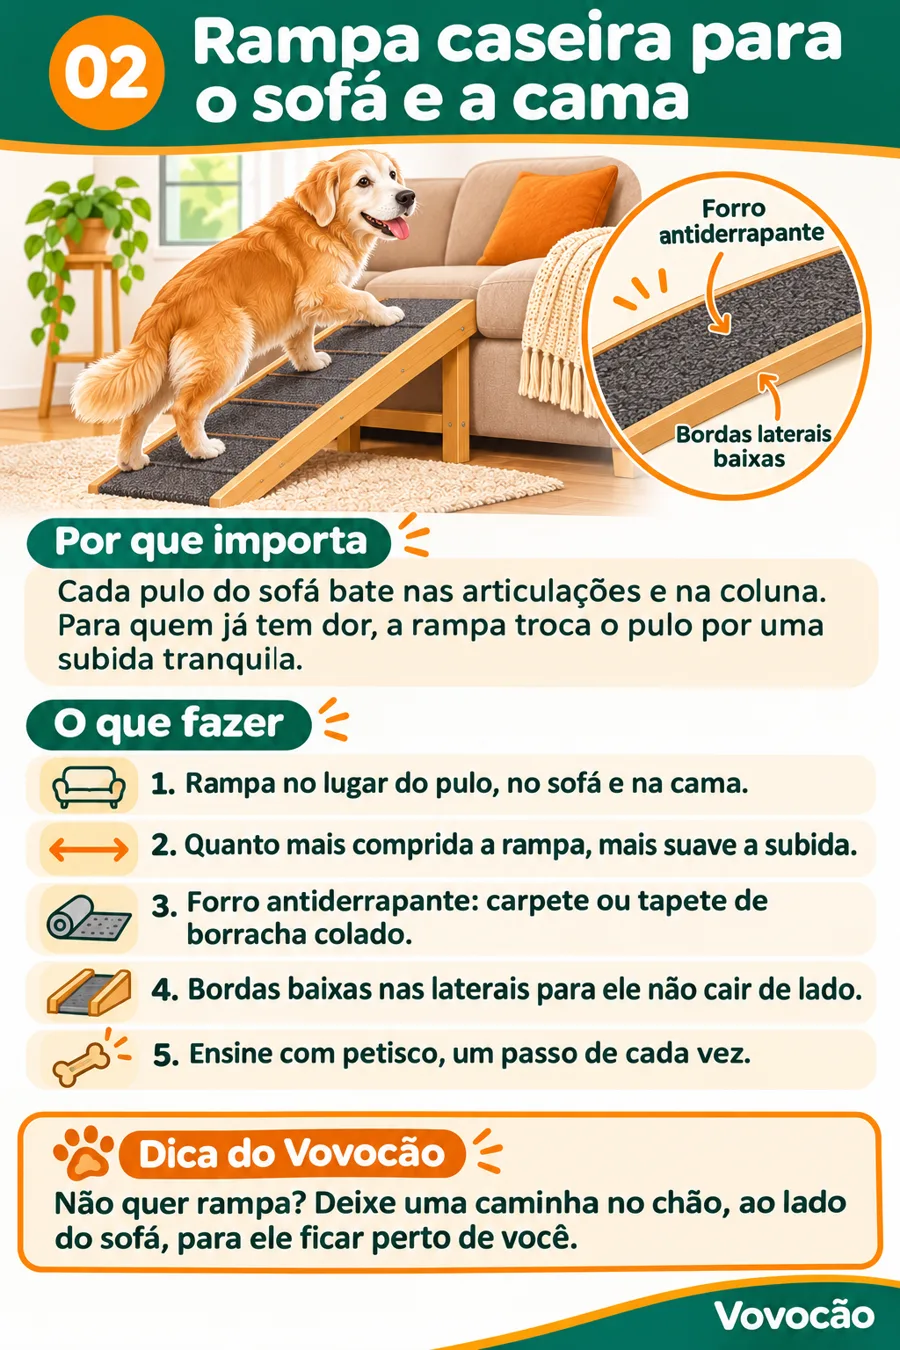 02
Rampa caseira para
o sofá e a cama
Forro
antiderrapante
Bordas laterais
baixas
Por que importa
Cada pulo do sofá bate nas articulações e na coluna.
Para quem já tem dor, a rampa troca o pulo por uma
subida tranquila.
O que fazer
1. Rampa no lugar do pulo, no sofá e na cama.
2. Quanto mais comprida a rampa, mais suave a subida.
3. Forro antiderrapante: carpete ou tapete de
borracha colado.
4. Bordas baixas nas laterais para ele não cair de lado.
5. Ensine com petisco, um passo de cada vez.
Dica do Vovocão
Não quer rampa? Deixe uma caminha no chão, ao lado
do sofá, para ele ficar perto de você.
Vovocão